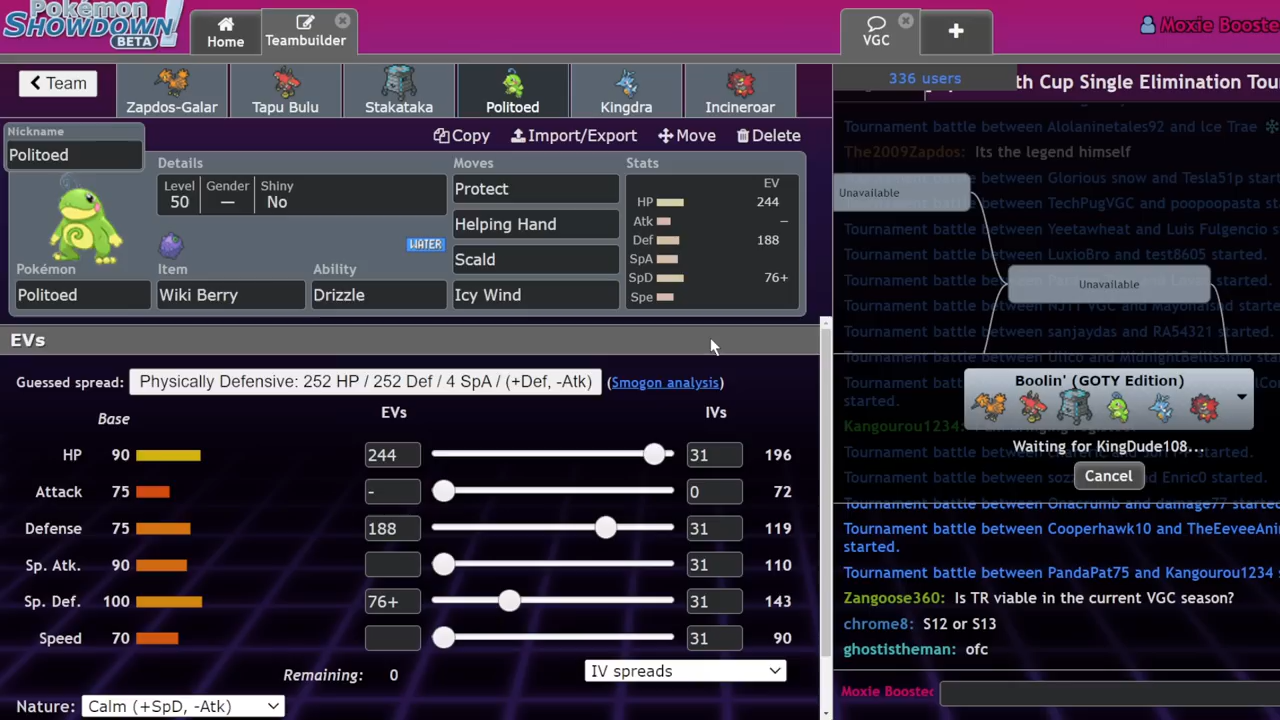 Pokémon
SHOWDOWN!
BETA
Home
Teambuilder
VGC
Moxie Booste
Team
Zapdos-Galar
Tapu Bulu
Stakataka
Politoed
Kingdra
Incineroar
336 users
th Cup Single Elimination Tour
Nickname
Politoed
Copy
Import/Export
Move
Delete
Details
Moves
Stats
Level
50
Gender
—
Shiny
No
WATER
Pokémon
Politoed
Item
Wiki Berry
Ability
Drizzle
Protect
Helping Hand
Scald
Icy Wind
EV
HP 244
Atk –
Def 188
SpA
SpD 76+
Spe
EVs
Guessed spread: Physically Defensive: 252 HP / 252 Def / 4 SpA / (+Def, -Atk) (Smogon analysis)
Base EVs IVs
HP 90 244 31 196
Attack 75 - 0 72
Defense 75 188 31 119
Sp. Atk. 90 31 110
Sp. Def. 100 76+ 31 143
Speed 70 31 90
Remaining: 0
IV spreads
Nature: Calm (+SpD, -Atk)
Tournament battle between Alolaninetales92 and Ice Trae
The2009Zapdos: Its the legend himself
Unavailable
Tournament battle between Glorious snow and Tesla51p start
Tournament battle between TechPugVGC and poopoopasta s
Tournament battle between Yeetawheat and Luis Fulgencio s
Tournament battle between LuxioBro and test8605 started.
Unavailable
Tournament battle between sanjaydas and RA54321 started.
started.
Boolin' (GOTY Edition)
Waiting for KingDude108...
Cancel
Kangourou1234:
Tournament battle between Onacrumb and damage77 started
Tournament battle between Cooperhawk10 and TheEeveeAni
started.
Tournament battle between PandaPat75 and Kangourou1234
Zangoose360: Is TR viable in the current VGC season?
chrome8: S12 or S13
ghostistheman: ofc
Moxie Boosted